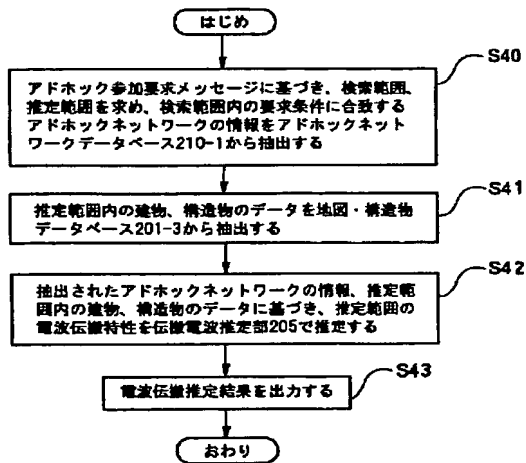 はじめ
S40
アドホック参加要求メッセージに基づき、検索範囲、
推定範囲を求め、検索範囲内の要求条件に合致する
アドホックネットワークの情報をアドホックネット
ワークデータベース210-1から抽出する
S41
推定範囲内の建物、構造物のデータを地図・構造物
データベース201-3から抽出する
S42
抽出されたアドホックネットワークの情報、推定範
囲内の建物、構造物のデータに基づき、推定範囲の
電波伝搬特性を伝搬電波推定部205で推定する
S43
電波伝搬推定結果を出力する
おわり